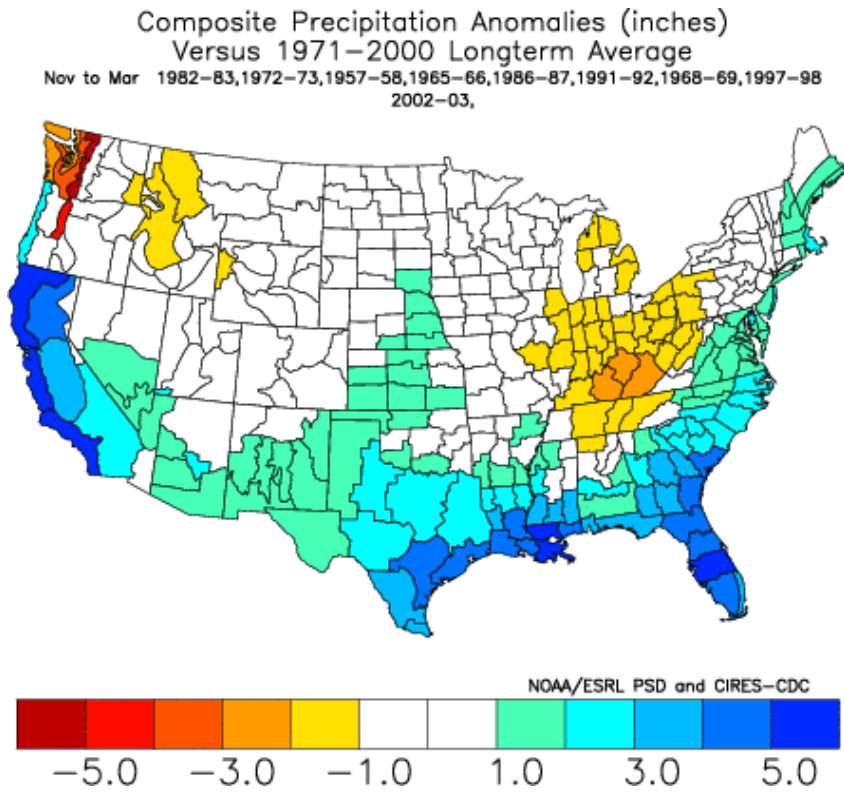 Composite Precipitation Anomalies (inches)
Versus 1971-2000 Longterm Average
Nov to Mar 1982-83,1972-73,1957-58,1965-66,1986-87,1991-92,1968-69,1997-98
2002-03,
NOAA/ESRL PSD and CIRES-CDC
-5.0 -3.0 -1.0 1.0 3.0 5.0